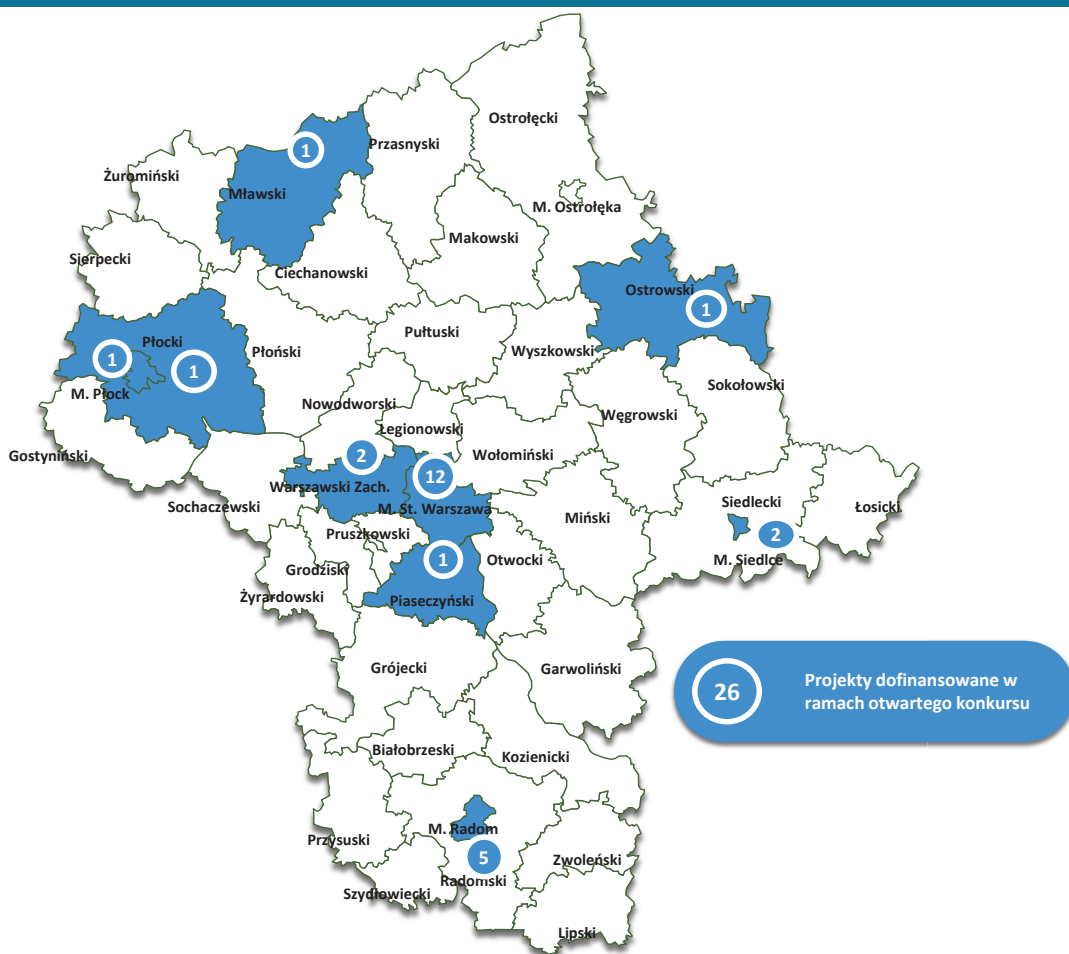 Ostrołęcki
1
Przasnyski
Żuromiński
Mławski
M. Ostrołęka
Makowski
Sierpecki
Ciechanowski
Ostrowski
1
Pułtuski
Płocki
Płoński
Wyszkowski
1
1
M. Płock
Sokołowski
Nowodworski
Węgrowski
Legionowski
Gostyniński
2
Wołomiński
12
Warszawski Zach.
Sochaczewski
M. St. Warszawa
Siedlecki
Łosicki
Miński
Pruszkowski
2
M. Siedlce
1
Otwocki
Grodziski
Żyrardowski
Piaseczyński
Grójecki
Garwoliński
26
Projekty dofinansowane w
ramach otwartego konkursu
Białobrzeski
Kozienicki
M. Radom
Przysuski
5
Zwoleński
Radomski
Szydłowiecki
Lipski